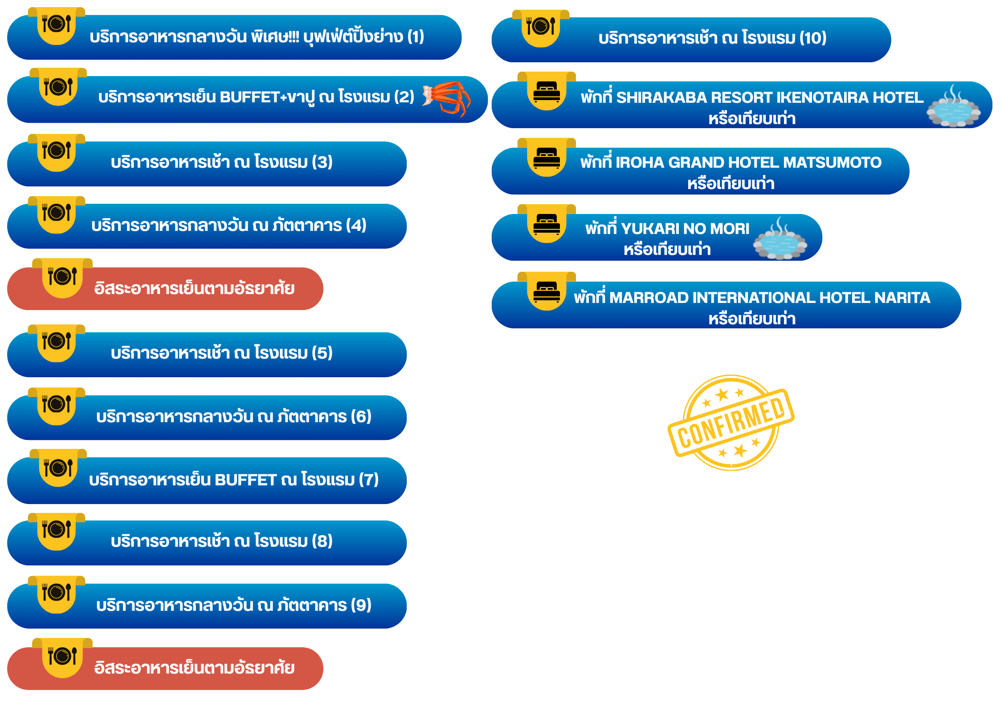 บริการอาหารกลางวัน พิเศษ!!! บุฟเฟ่ต์ปิ้งย่าง (1)
บริการอาหารเย็น BUFFET+ขาปู ณ โรงแรม (2)
บริการอาหารเช้า ณ โรงแรม (3)
บริการอาหารกลางวัน ณ ภัตตาคาร (4)
อิสระอาหารเย็นตามอัธยาศัย
บริการอาหารเช้า ณ โรงแรม (5)
บริการอาหารกลางวัน ณ ภัตตาคาร (6)
บริการอาหารเย็น BUFFET ณ โรงแรม (7)
บริการอาหารเช้า ณ โรงแรม (8)
บริการอาหารกลางวัน ณ ภัตตาคาร (9)
อิสระอาหารเย็นตามอัธยาศัย
บริการอาหารเช้า ณ โรงแรม (10)
พักที่ SHIRAKABA RESORT IKENOTAIRA HOTEL
หรือเทียบเท่า
พักที่ IROHA GRAND HOTEL MATSUMOTO
หรือเทียบเท่า
พักที่ YUKARI NO MORI
หรือเทียบเท่า
พักที่ MARROAD INTERNATIONAL HOTEL NARITA
หรือเทียบเท่า
CONFIRMED